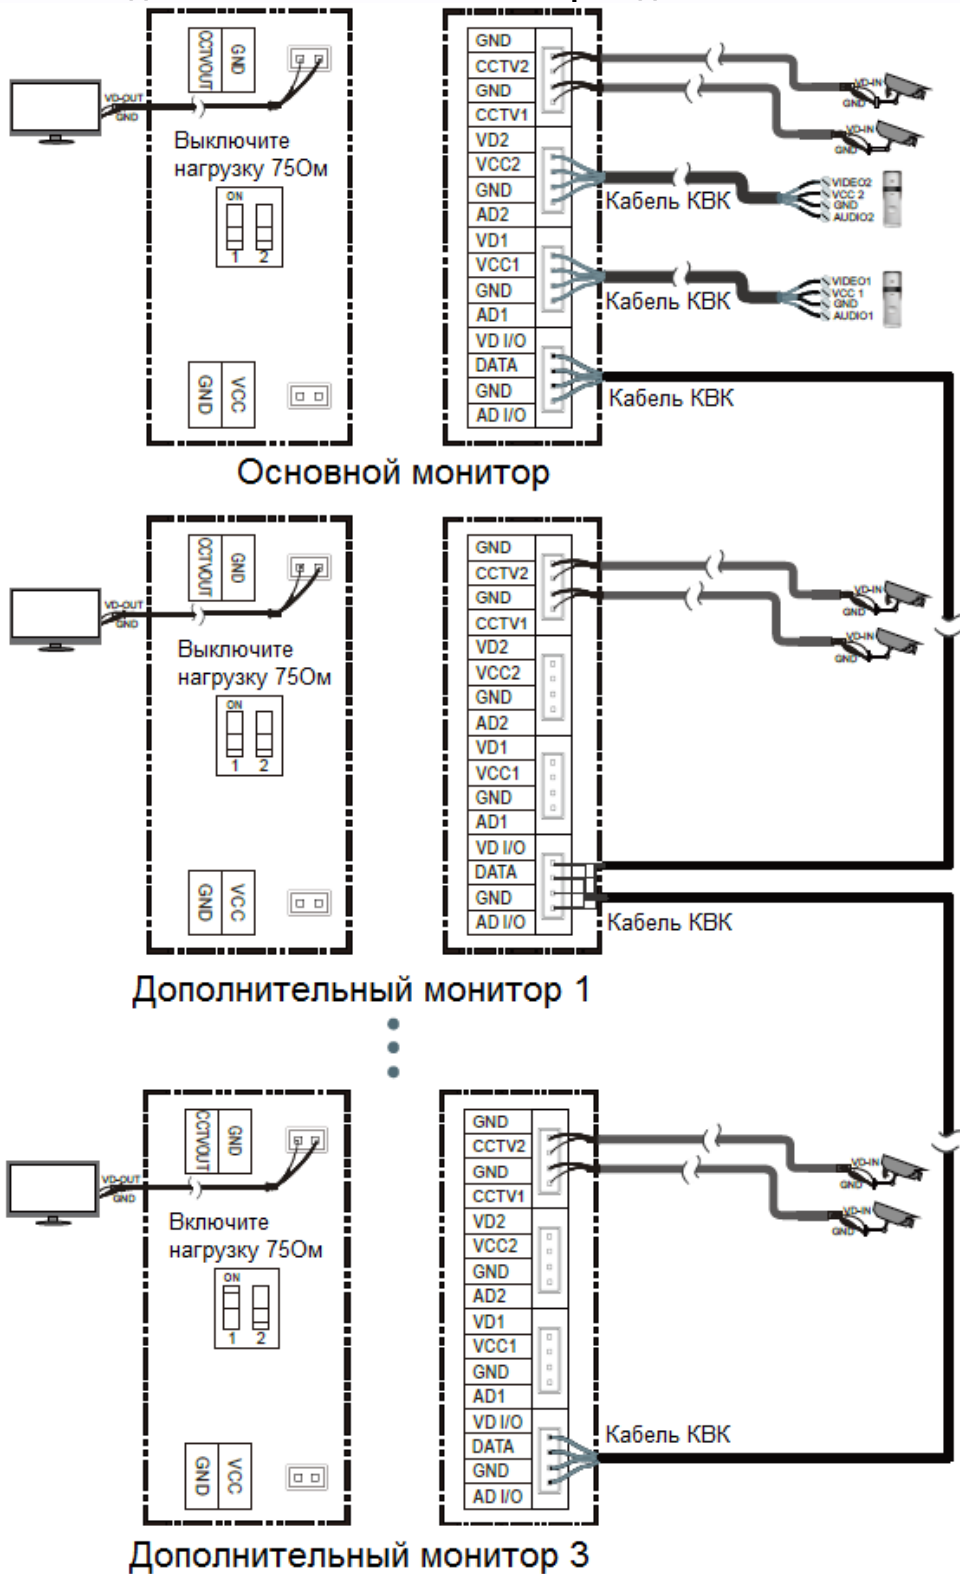 CCTVOUT
GND
VD-OUT
GND
Выключите
нагрузку 75Ом
ON
1 2
GND
VCC
GND
CCTV2
GND
CCTV1
VD2
VCC2
GND
AD2
VD1
VCC1
GND
AD1
VD I/O
DATA
GND
AD I/O
VD-IN
GND
VD-IN
GND
Кабель КВК
VIDEO2
VCC 2
GND
AUDIO2
Кабель КВК
VIDEO1
VCC 1
GND
AUDIO1
Кабель КВК
Основной монитор
CCTVOUT
GND
VD-OUT
GND
Выключите
нагрузку 75Ом
ON
1 2
GND
VCC
GND
CCTV2
GND
CCTV1
VD2
VCC2
GND
AD2
VD1
VCC1
GND
AD1
VD I/O
DATA
GND
AD I/O
VD-IN
GND
VD-IN
GND
Кабель КВК
Дополнительный монитор 1
CCTVOUT
GND
VD-OUT
GND
Включите
нагрузку 75Ом
ON
1 2
GND
VCC
GND
CCTV2
GND
CCTV1
VD2
VCC2
GND
AD2
VD1
VCC1
GND
AD1
VD I/O
DATA
GND
AD I/O
VD-IN
GND
VD-IN
GND
Кабель КВК
Дополнительный монитор 3